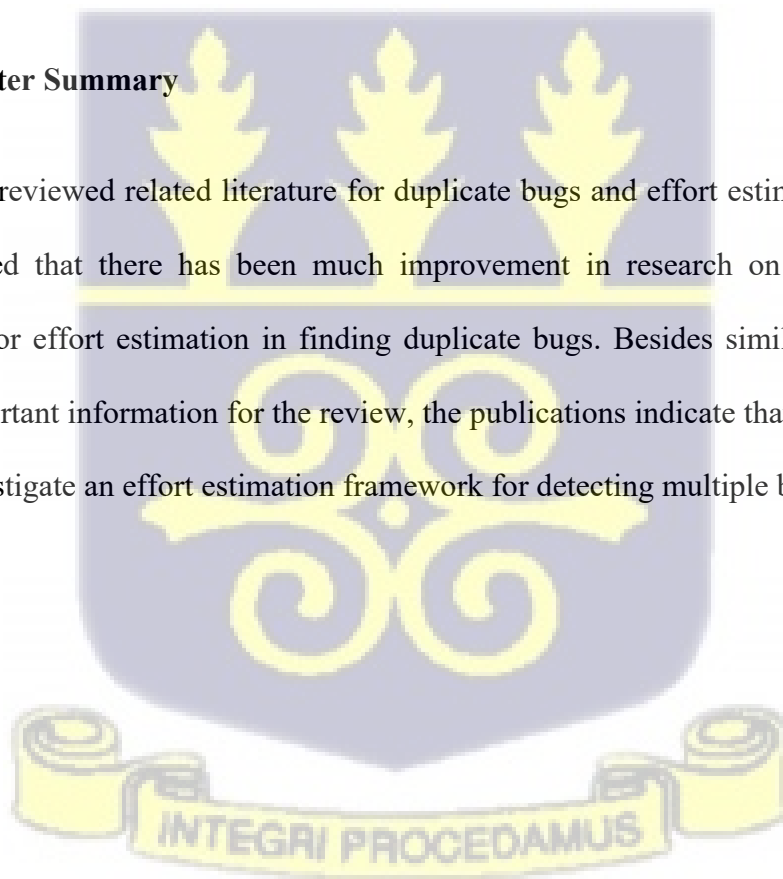 ter Summary
reviewed related literature for duplicate bugs and effort estin
ed that there has been much improvement in research on
or effort estimation in finding duplicate bugs. Besides simil
rtant information for the review, the publications indicate tha
stigate an effort estimation framework for detecting multiple b
INTEGRI PROCEDAMUS